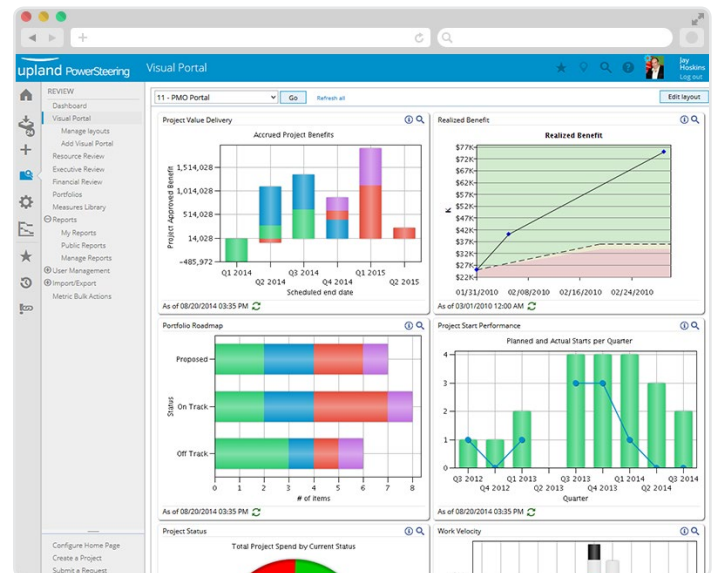 upland PowerSteering
Visual Portal
Jay Hoskins
Log out
REVIEW
Dashboard
Visual Portal
Manage layouts
Add Visual Portal
Resource Review
Executive Review
Financial Review
Portfolios
Measures Library
Reports
My Reports
Public Reports
Manage Reports
User Management
Import/Export
Metric Bulk Actions
Configure Home Page
Create a Project
Submit a Request
11 - PMO Portal
Go
Refresh all
Edit layout
Project Value Delivery
Accrued Project Benefits
Project Approved Benefit
1,514,028
1,014,028
514,028
14,028
-485,972
Q1 2014
Q2 2014
Q3 2014
Q4 2014
Q1 2015
Q2 2015
Scheduled end date
As of 08/20/2014 03:35 PM
Realized Benefit
Realized Benefit
K
$77K
$72K
$67K
$62K
$57K
$52K
$47K
$42K
$37K
$32K
$27K
$22K
01/31/2010
02/08/2010
02/16/2010
02/24/2010
As of 03/01/2010 12:00 AM
Portfolio Roadmap
Status
Proposed
On Track
Off Track
0 1 2 3 4 5 6 7 8
# of items
As of 08/20/2014 03:35 PM
Project Start Performance
Planned and Actual Starts per Quarter
4
3
2
1
0
Q3 2012
Q4 2012
Q1 2013
Q2 2013
Q3 2013
Q4 2013
Q1 2014
Q2 2014
Q3 2014
Quarter
As of 08/20/2014 03:35 PM
Project Status
Total Project Spend by Current Status
Work Velocity